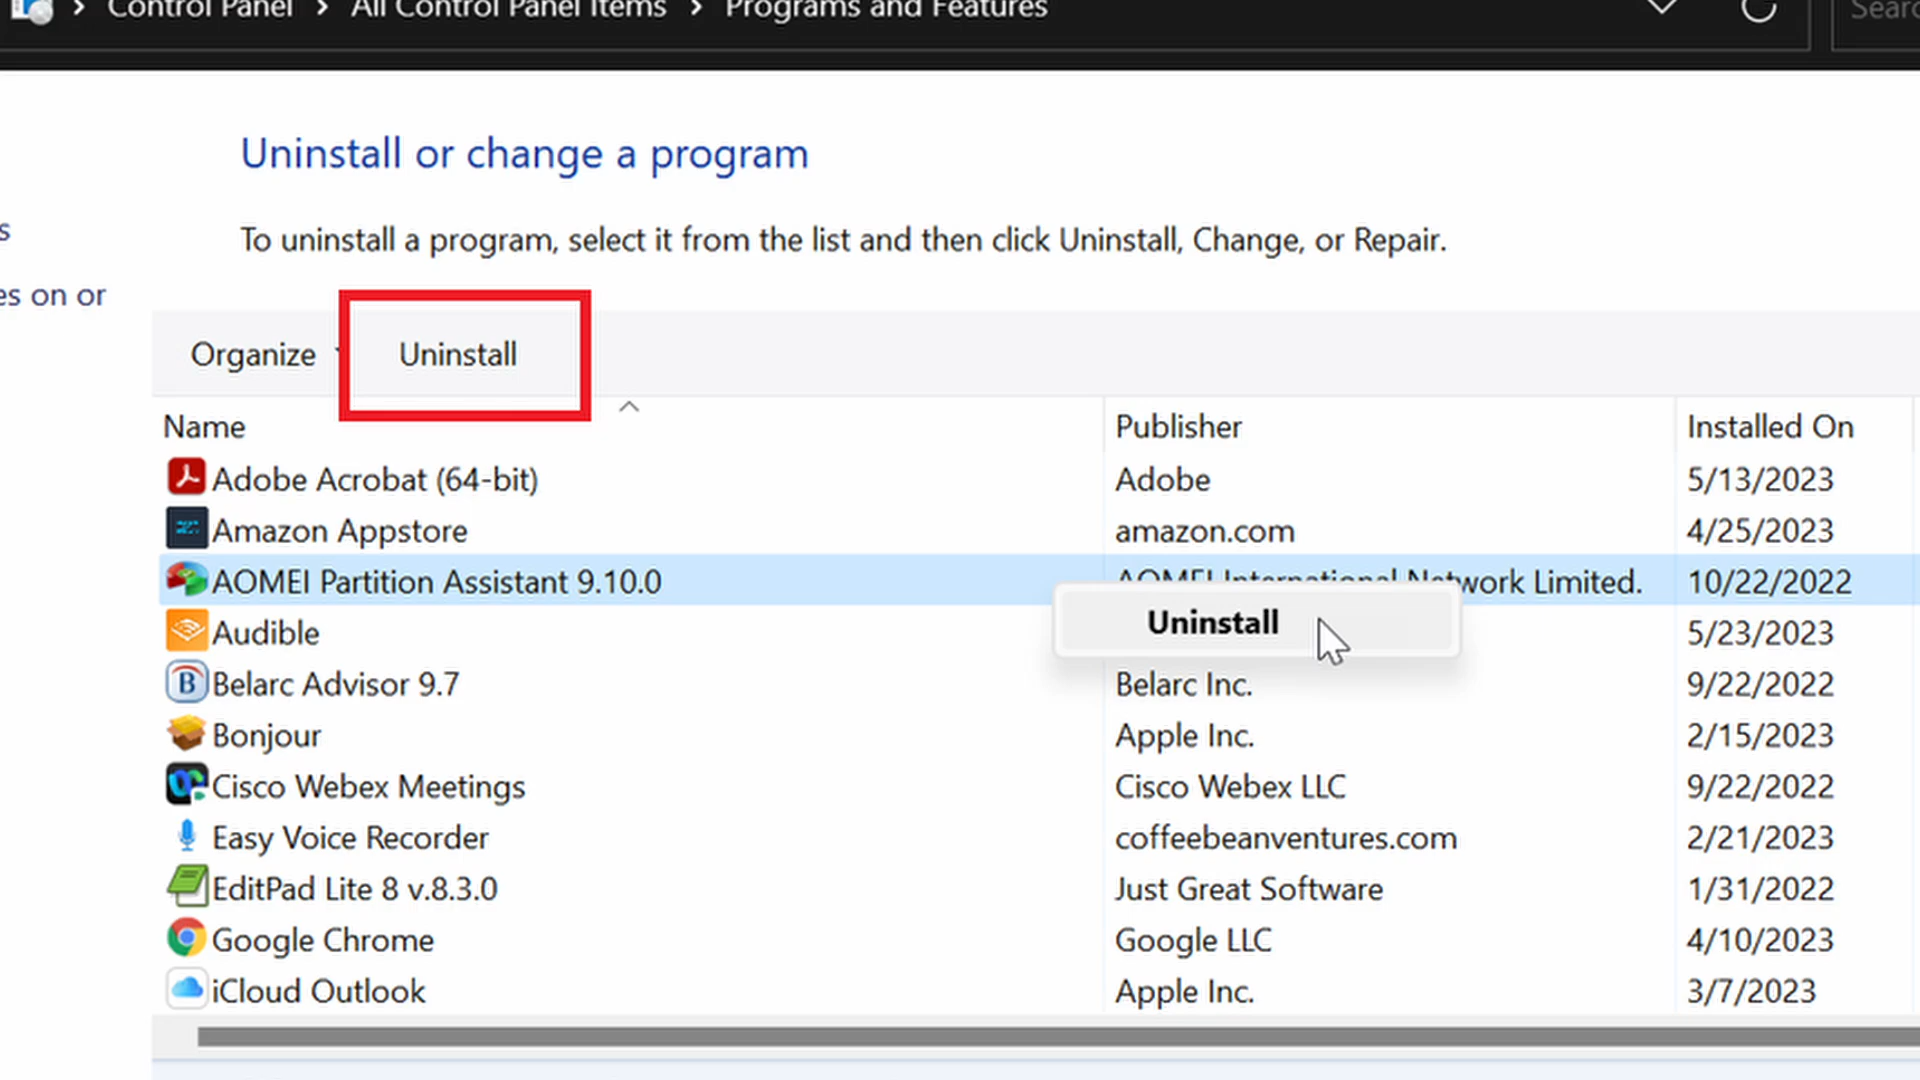 Control Panel > All Control Panel Items > Programs and Features
Uninstall or change a program
To uninstall a program, select it from the list and then click Uninstall, Change, or Repair.
es on or
Organize Uninstall
Name Publisher Installed On
Adobe Acrobat (64-bit) Adobe 5/13/2023
Amazon Appstore amazon.com 4/25/2023
AOMEI Partition Assistant 9.10.0 AOMEI International Network Limited. 10/22/2022
Uninstall
Audible 5/23/2023
Belarc Advisor 9.7 Belarc Inc. 9/22/2022
Bonjour Apple Inc. 2/15/2023
Cisco Webex Meetings Cisco Webex LLC 9/22/2022
Easy Voice Recorder coffeebeanventures.com 2/21/2023
EditPad Lite 8 v.8.3.0 Just Great Software 1/31/2022
Google Chrome Google LLC 4/10/2023
iCloud Outlook Apple Inc. 3/7/2023